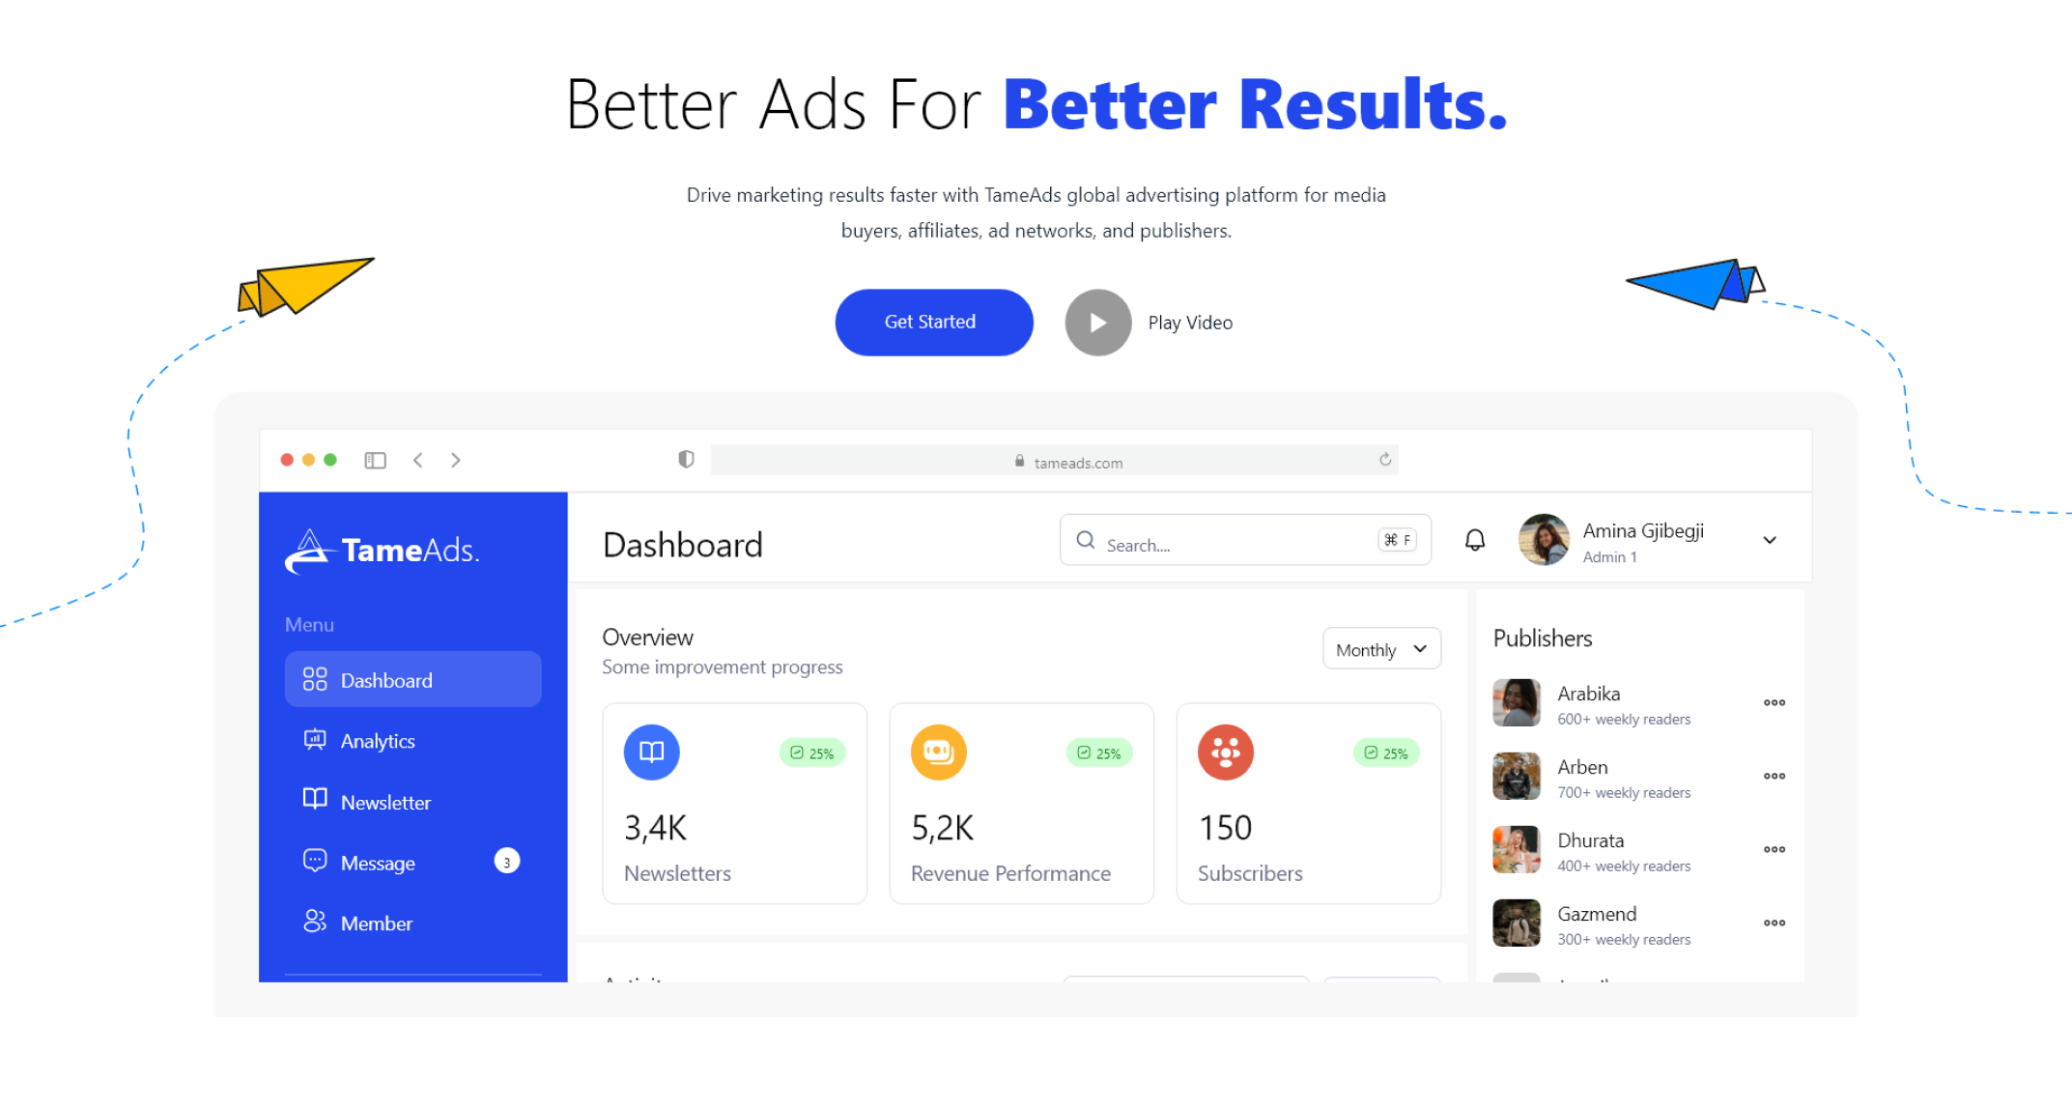 Better Ads For Better Results.
Drive marketing results faster with TameAds global advertising platform for media
buyers, affiliates, ad networks, and publishers.
Get Started
Play Video
tameads.com
TameAds.
Dashboard
Search....
⌘ F
Amina Gjibegji
Admin 1
Menu
Dashboard
Analytics
Newsletter
Message
3
Member
Overview
Some improvement progress
Monthly
25%
3,4K
Newsletters
25%
5,2K
Revenue Performance
25%
150
Subscribers
Publishers
Arabika
600+ weekly readers
Arben
700+ weekly readers
Dhurata
400+ weekly readers
Gazmend
300+ weekly readers